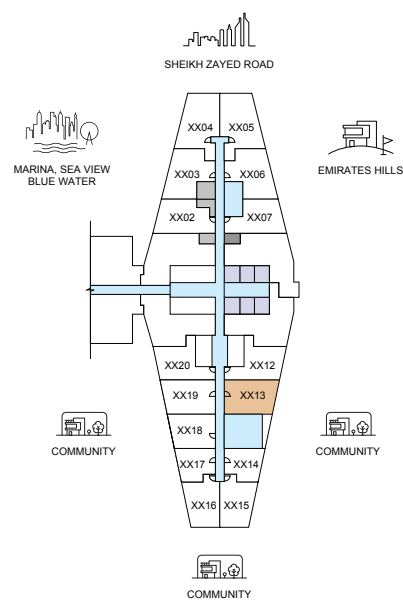 SHEIKH ZAYED ROAD
XX04 XX05
MARINA, SEA VIEW
BLUE WATER
EMIRATES HILLS
XX03 XX06
XX02 XX07
XX20 XX12
XX19 XX13
XX18
XX17 XX14
XX16 XX15
COMMUNITY
COMMUNITY
COMMUNITY